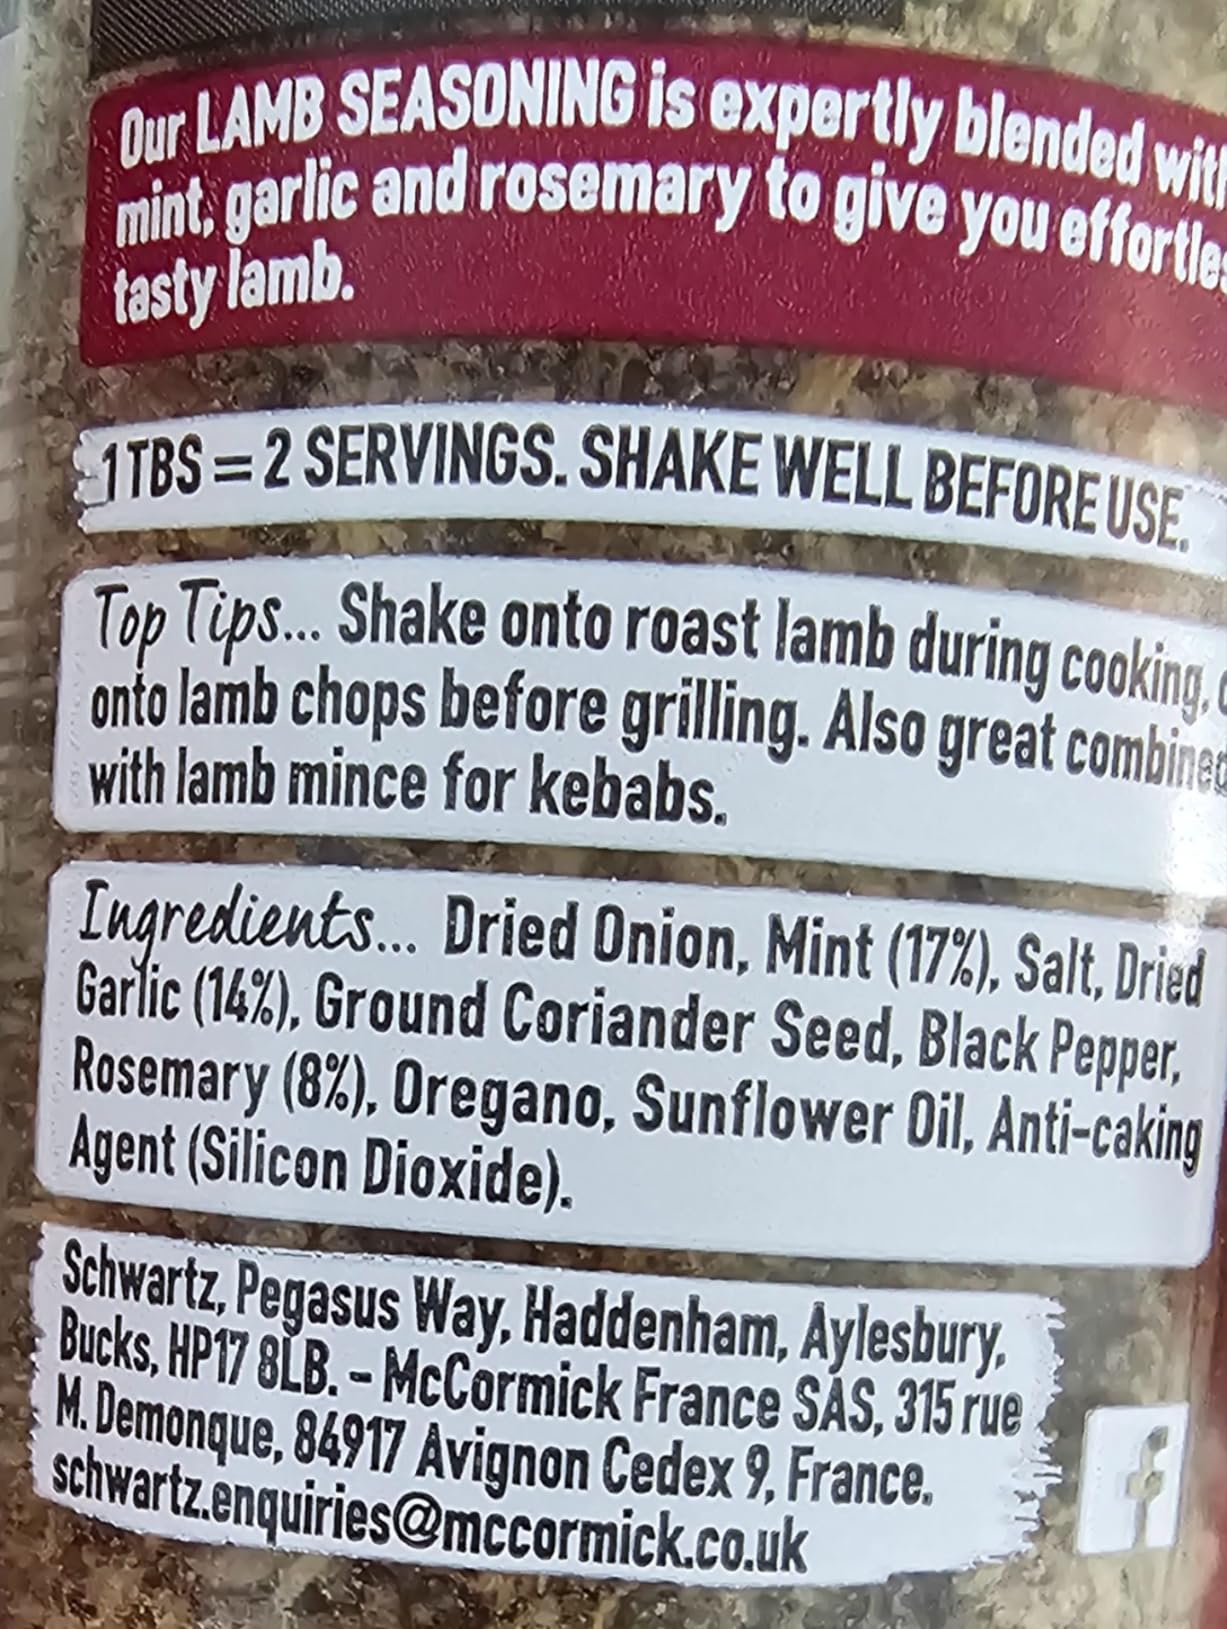 Our LAMB SEASONING is expertly blended with
mint, garlic and rosemary to give you
tasty lamb.
1 TBS = 2 SERVINGS. SHAKE WELL BEFORE USE.
Top Tips... Shake onto roast lamb during cooking,
onto lamb chops before grilling. Also great combined
with lamb mince for kebabs.
Ingredients... Dried Onion, Mint (17%), Salt, Dried
Garlic (14%), Ground Coriander Seed, Black Pepper,
Rosemary (8%), Oregano, Sunflower Oil, Anti-caking
Agent (Silicon Dioxide).
Schwartz, Pegasus Way, Haddenham, Aylesbury,
Bucks, HP17 8LB. - McCormick France SAS, 315 rue
M. Demonque, 84917 Avignon Cedex 9, France.
schwartz.enquiries@mccormick.co.uk
f